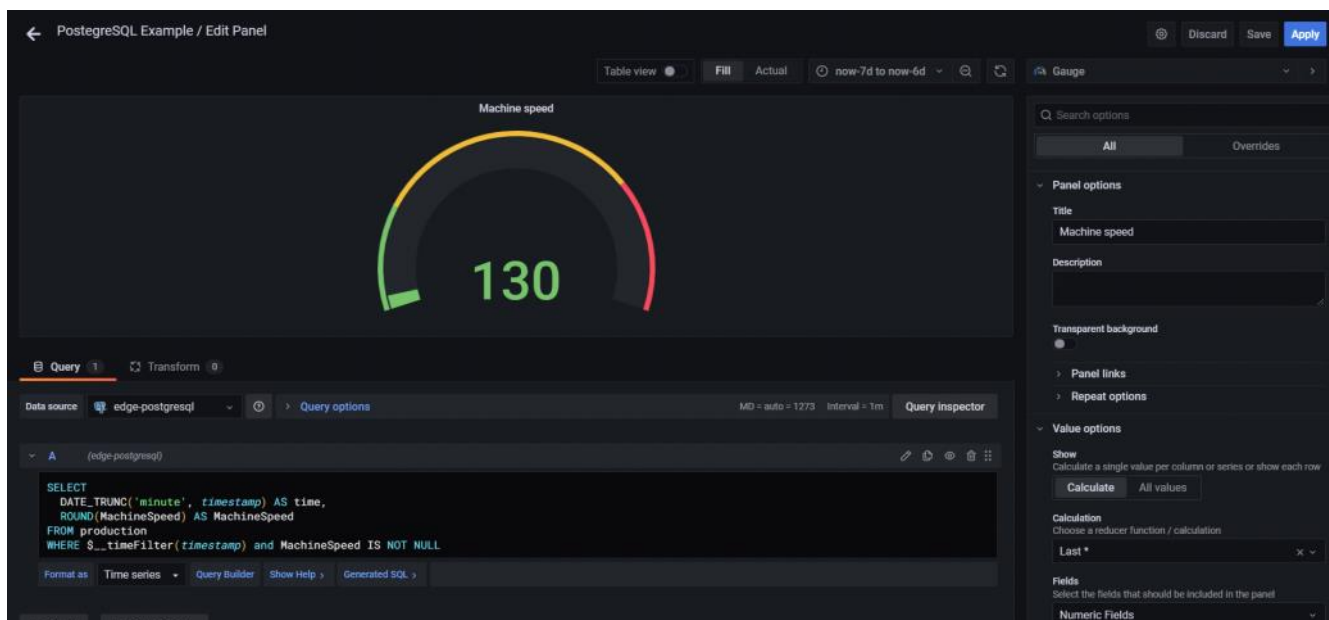 PostegreSQL Example / Edit Panel
Discard Save Apply
Table view Fill Actual now-7d to now-6d
Gauge
Machine speed
130
Search options
All Overrides
Panel options
Title
Machine speed
Description
Transparent background
Panel links
Repeat options
Value options
Show
Calculate a single value per column or series or show each row
Calculate All values
Calculation
Choose a reducer function / calculation
Last *
Fields
Select the fields that should be included in the panel
Numeric Fields
Query 1 Transform 0
Data source edge-postgresql Query options MD = auto = 1273 Interval = 1m Query inspector
A (edge-postgresql)
SELECT
DATE_TRUNC('minute', timestamp) AS time,
ROUND(MachineSpeed) AS MachineSpeed
FROM production
WHERE $__timeFilter(timestamp) and MachineSpeed IS NOT NULL
Format as Time series Query Builder Show Help > Generated SQL >